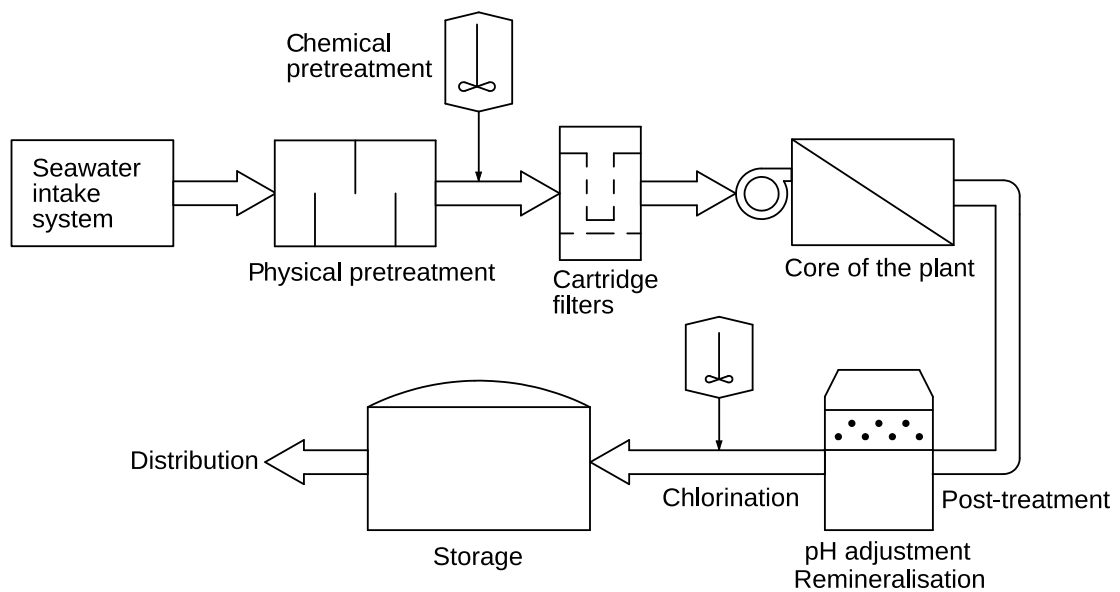 Chemical
pretreatment
Seawater
intake
system
Physical pretreatment
Cartridge
filters
Core of the plant
Distribution
Storage
Chlorination
Post-treatment
pH adjustment
Remineralisation